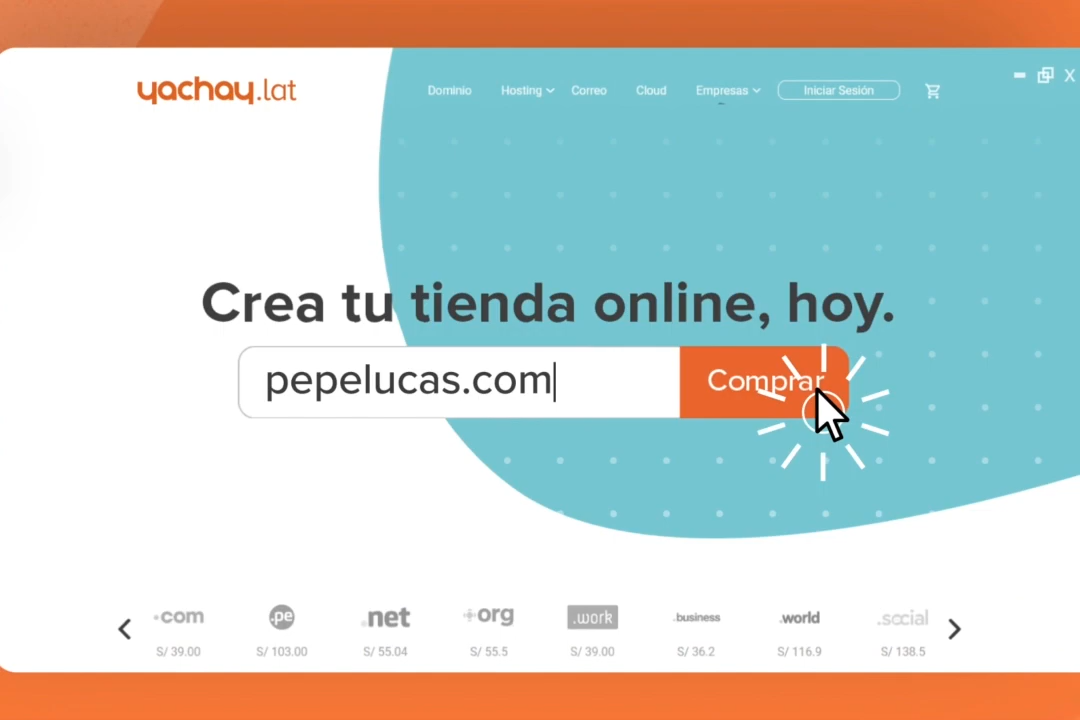 yachay.lat
Dominio Hosting Correo Cloud Empresas Iniciar Sesión
X
Crea tu tienda online, hoy.
pepelucas.com
Comprar
.com .pe .net .org .work .business .world .social
S/ 39.00 S/ 103.00 S/ 55.04 S/ 55.5 S/ 39.00 S/ 36.2 S/ 116.9 S/ 138.5